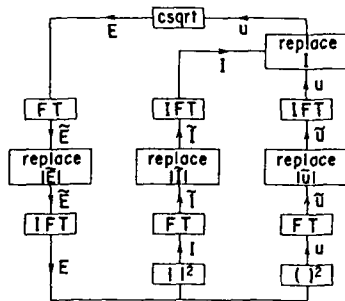 E
csqrt
u
replace
I
I
u
FT
IFT
IFT
Ẽ
Ĩ
ũ
replace
|Ẽ|
replace
|Ĩ|
replace
|ũ|
Ẽ
Ĩ
ũ
IFT
FT
FT
E
I
u
| |²
( )²